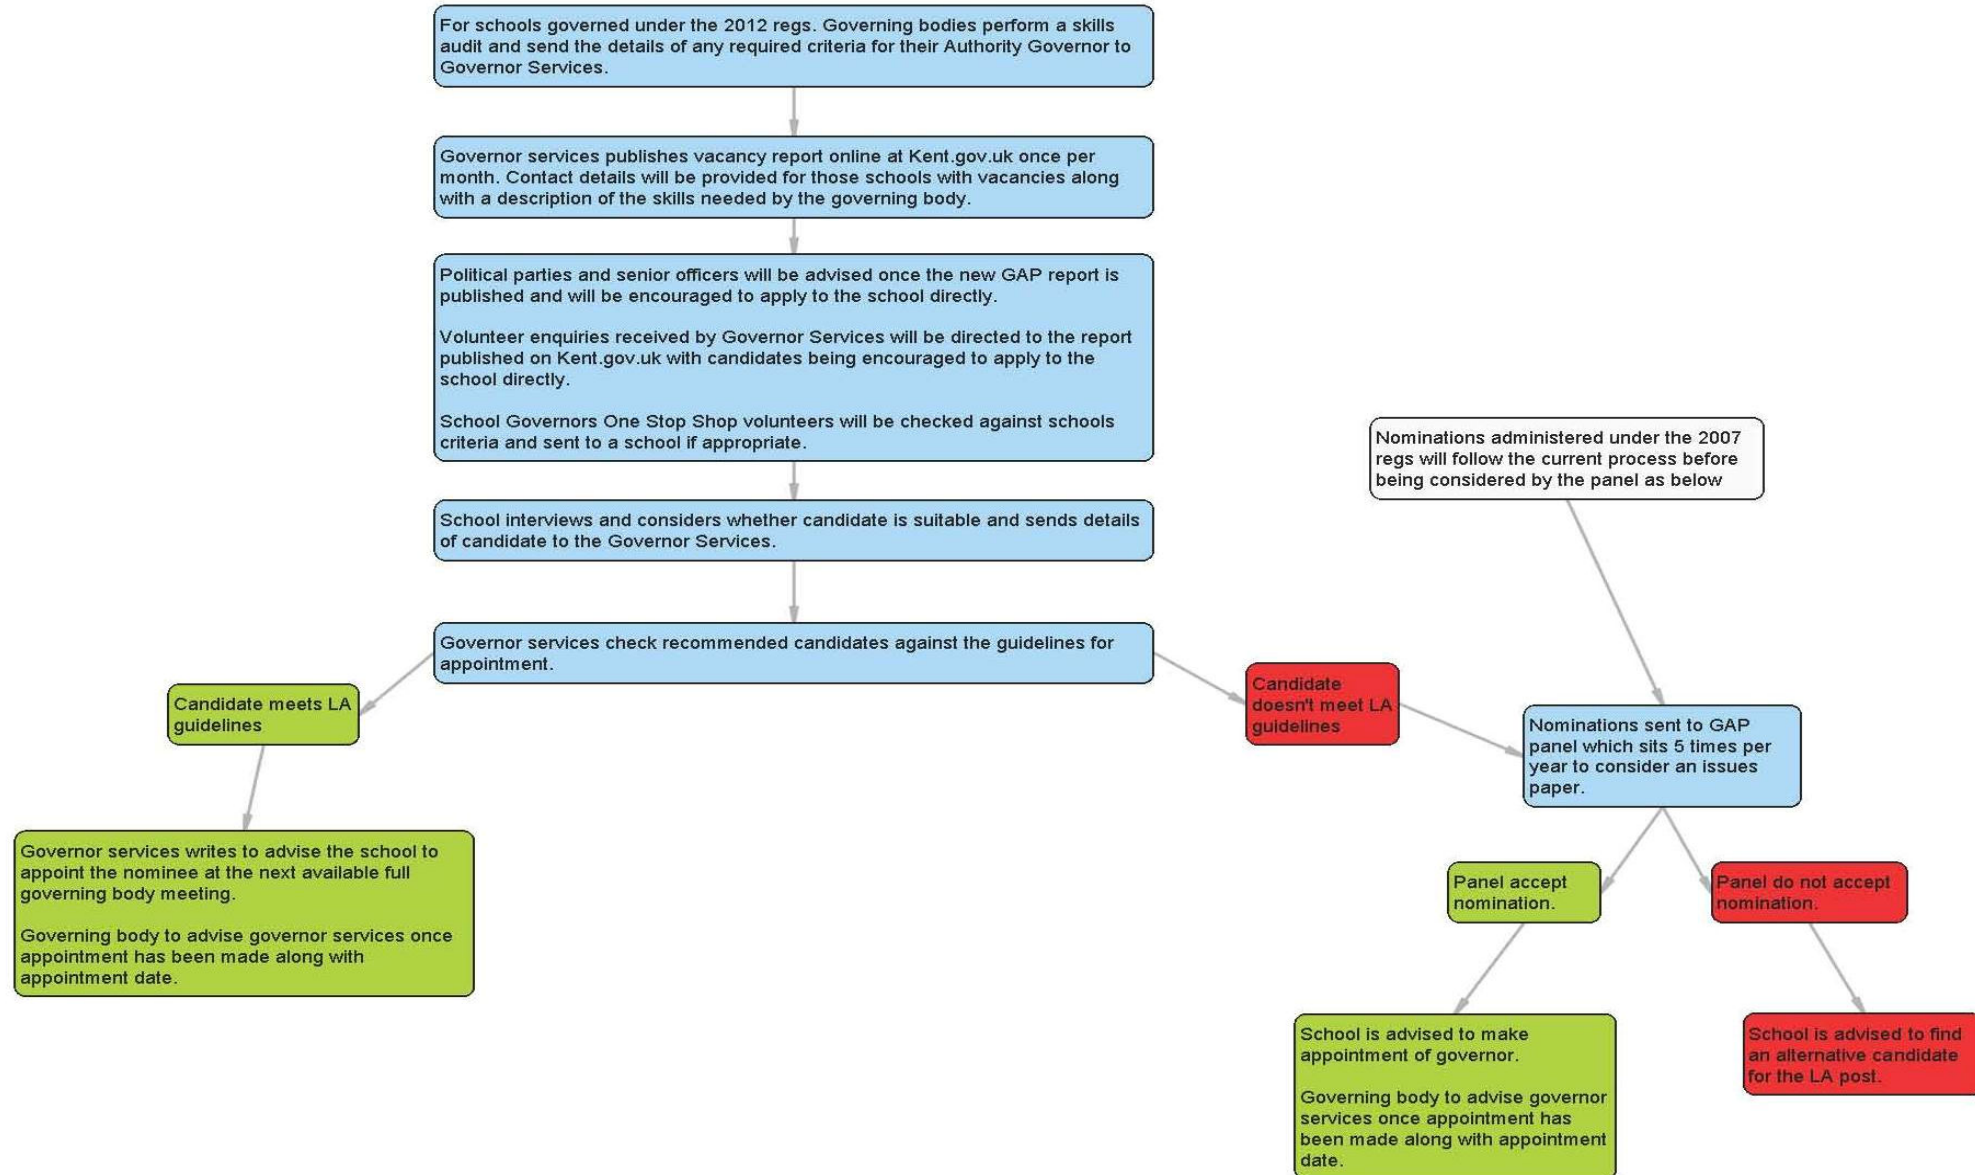 For schools governed under the 2012 regs. Governing bodies perform a skills
audit and send the details of any required criteria for their Authority Governor to
Governor Services.
Governor services publishes vacancy report online at Kent.gov.uk once per
month. Contact details will be provided for those schools with vacancies along
with a description of the skills needed by the governing body.
Political parties and senior officers will be advised once the new GAP report is
published and will be encouraged to apply to the school directly.
Volunteer enquiries received by Governor Services will be directed to the report
published on Kent.gov.uk with candidates being encouraged to apply to the
school directly.
School Governors One Stop Shop volunteers will be checked against schools
criteria and sent to a school if appropriate.
Nominations administered under the 2007
regs will follow the current process before
being considered by the panel as below
School interviews and considers whether candidate is suitable and sends details
of candidate to the Governor Services.
Governor services check recommended candidates against the guidelines for
appointment.
Candidate meets LA
guidelines
Candidate
doesn't meet LA
guidelines
Nominations sent to GAP
panel which sits 5 times per
year to consider an issues
paper.
Governor services writes to advise the school to
appoint the nominee at the next available full
governing body meeting.
Governing body to advise governor services once
appointment has been made along with
appointment date.
Panel accept
nomination.
Panel do not accept
nomination.
School is advised to make
appointment of governor.
Governing body to advise governor
services once appointment has
been made along with appointment
date.
School is advised to find
an alternative candidate
for the LA post.